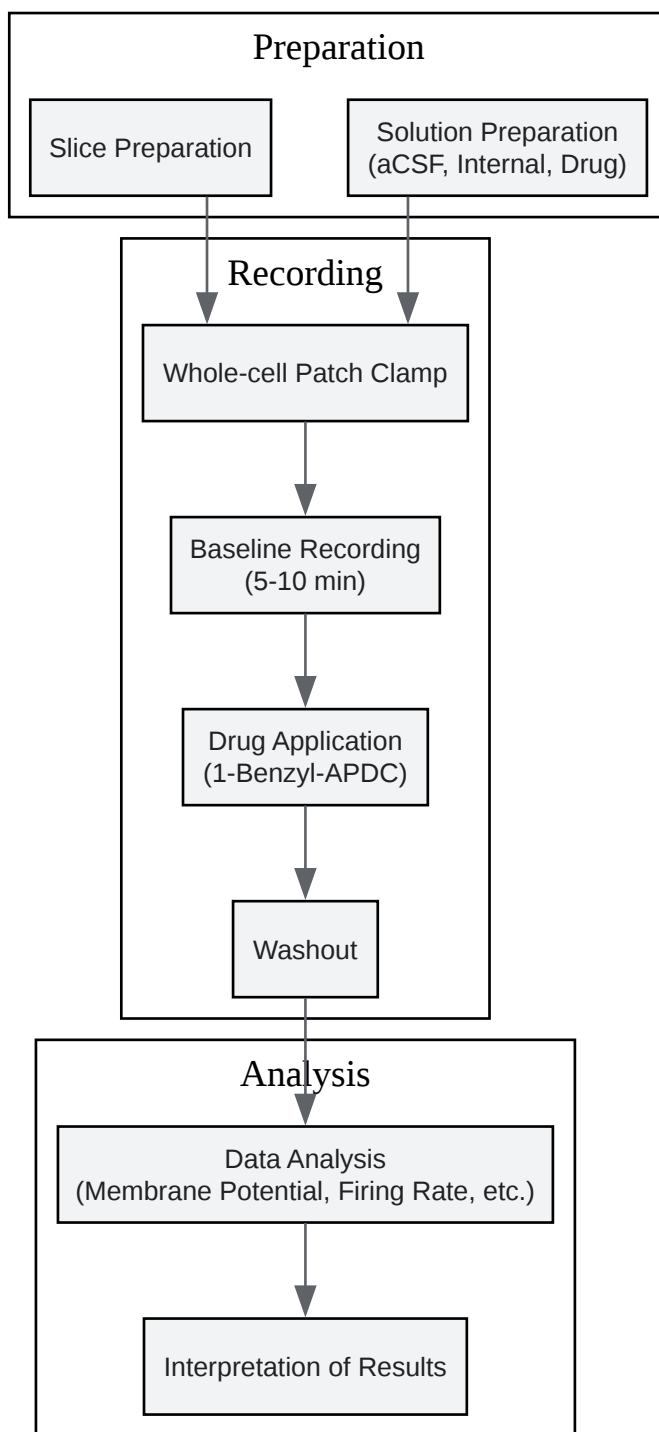 Preparation
Slice Preparation
Solution Preparation
(aCSF, Internal, Drug)
Recording
Whole-cell Patch Clamp
Baseline Recording
(5-10 min)
Drug Application
(1-Benzyl-APDC)
Washout
Analysis
Data Analysis
(Membrane Potential, Firing Rate, etc.)
Interpretation of Results